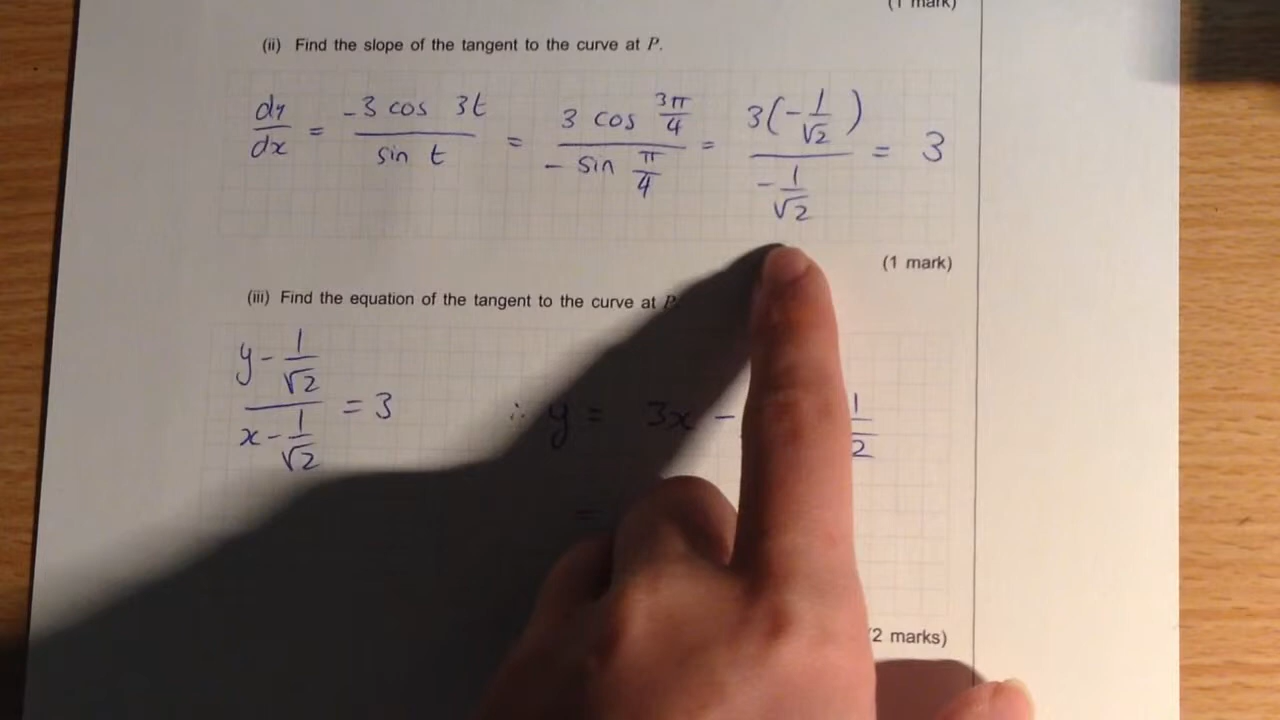 (1 mark)
(ii) Find the slope of the tangent to the curve at P.
dy/dx = -3 cos 3t / sin t = 3 cos 3π/4 / - sin π/4 = 3(-1/√2) / -1/√2 = 3
(1 mark)
(iii) Find the equation of the tangent to the curve at P
y - 1/√2 / x - 1/√2 = 3 ∴ y = 3x - 1/2
=
(2 marks)